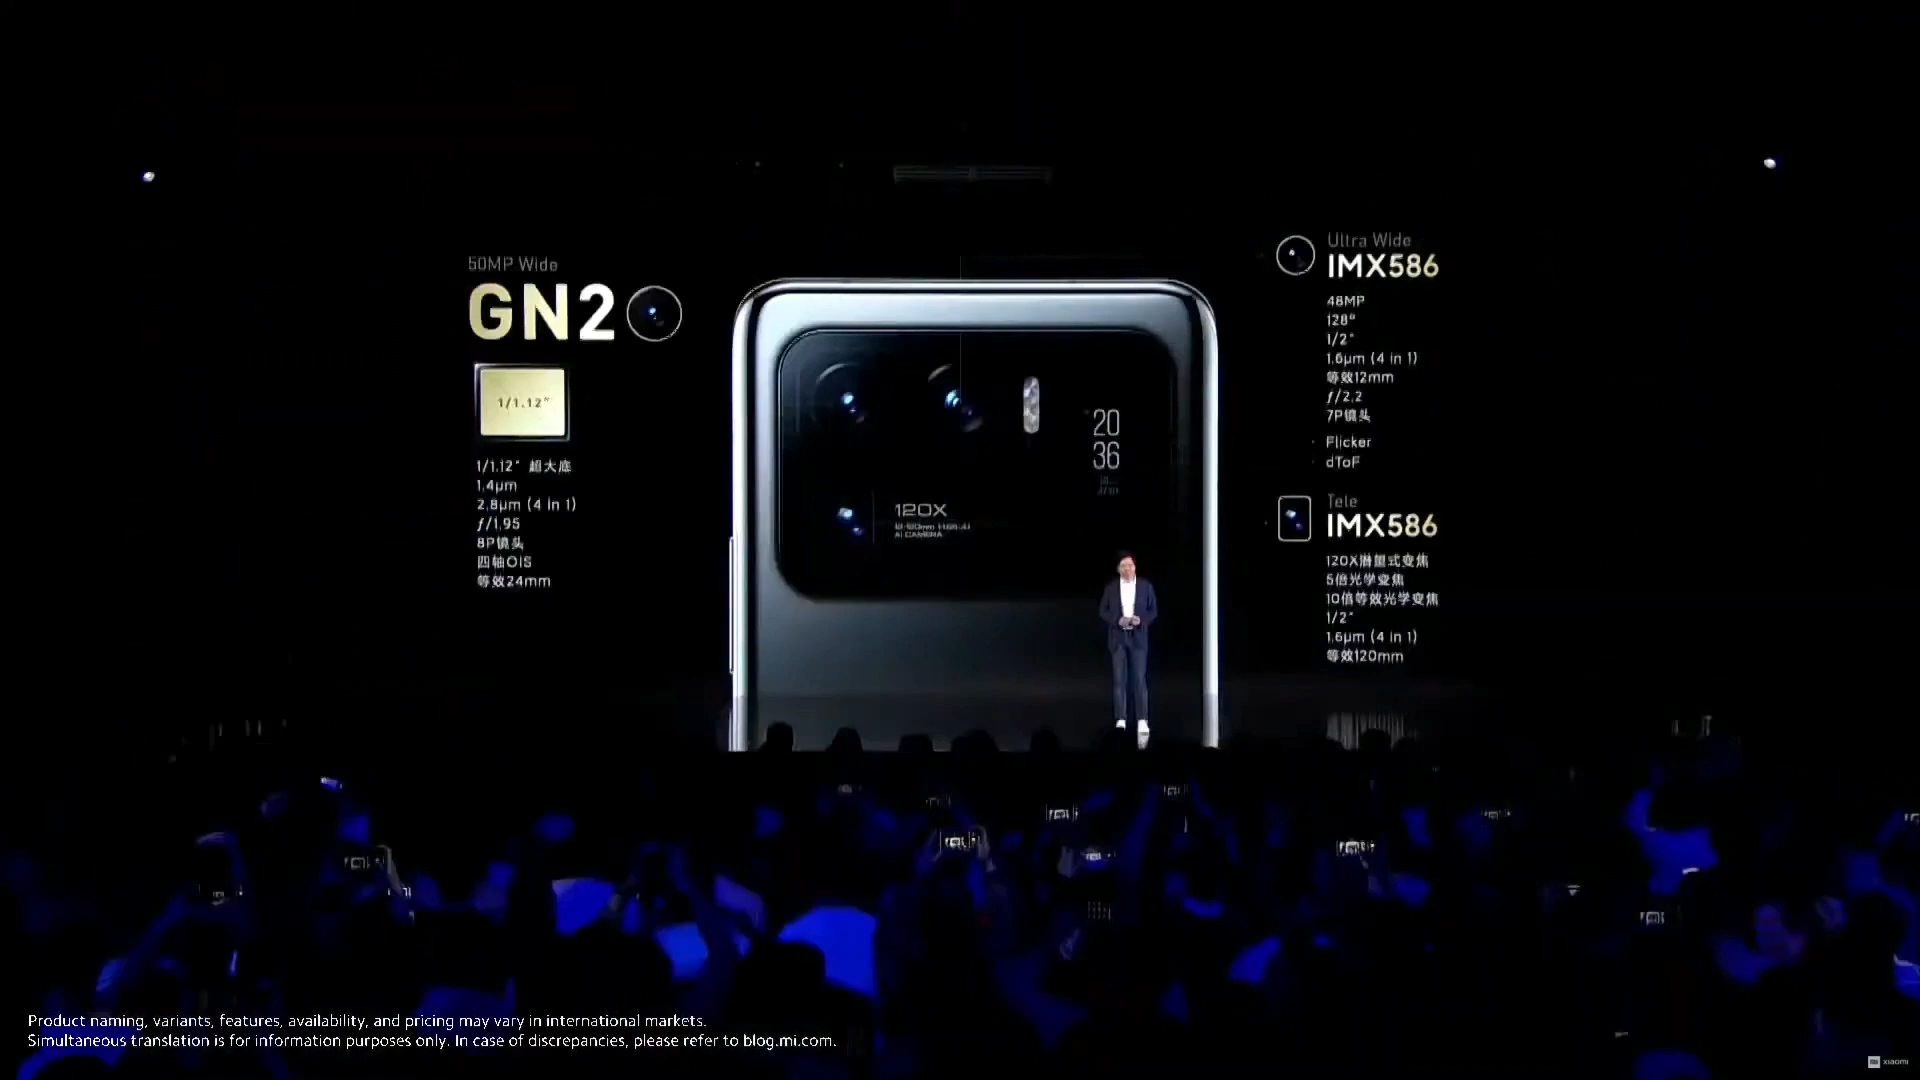 50MP Wide
GN2
1/1.12"
1/1.12" 超大底
1.4μm
2.8μm (4 in 1)
ƒ/1.95
8P镜头
四轴OIS
等效24mm
20
36
120X
AI CAMERA
Ultra Wide
IMX586
48MP
128°
1/2"
1.6μm (4 in 1)
等效12mm
ƒ/2.2
7P镜头
Flicker
dToF
Tele
IMX586
120X潜望式变焦
5倍光学变焦
10倍等效光学变焦
1/2"
1.6μm (4 in 1)
等效120mm
Product naming, variants, features, availability, and pricing may vary in international markets.
Simultaneous translation is for information purposes only. In case of discrepancies, please refer to blog.mi.com.
xiaomi